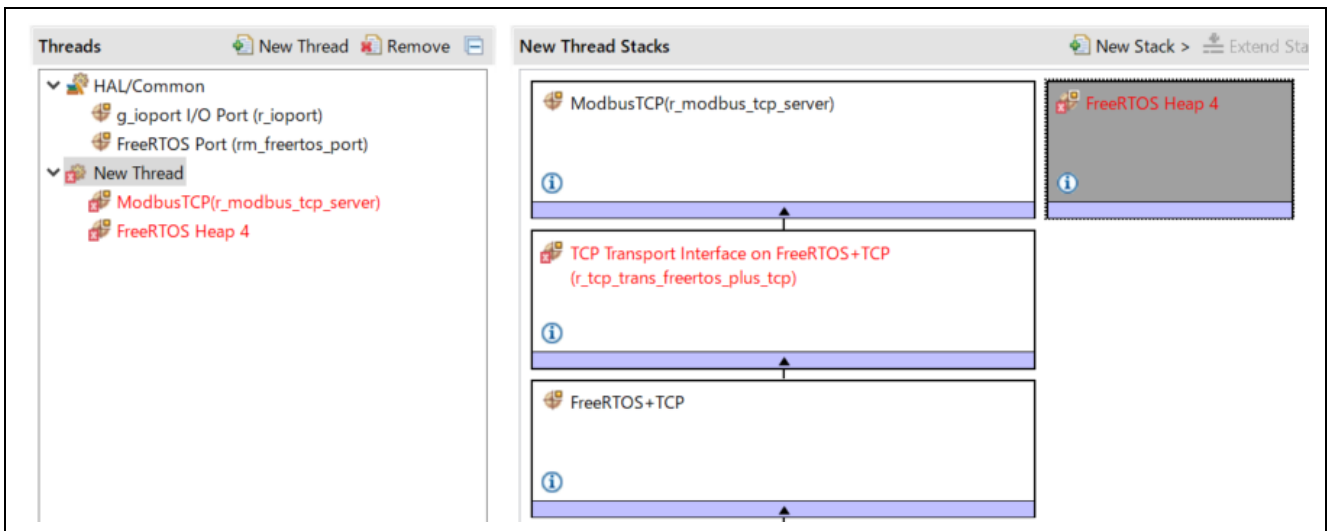 Threads
New Thread
Remove
HAL/Common
g_ioport I/O Port (r_ioport)
FreeRTOS Port (rm_freertos_port)
New Thread
ModbusTCP(r_modbus_tcp_server)
FreeRTOS Heap 4
New Thread Stacks
New Stack >
Extend Sta
ModbusTCP(r_modbus_tcp_server)
FreeRTOS Heap 4
TCP Transport Interface on FreeRTOS+TCP
(r_tcp_trans_freertos_plus_tcp)
FreeRTOS+TCP